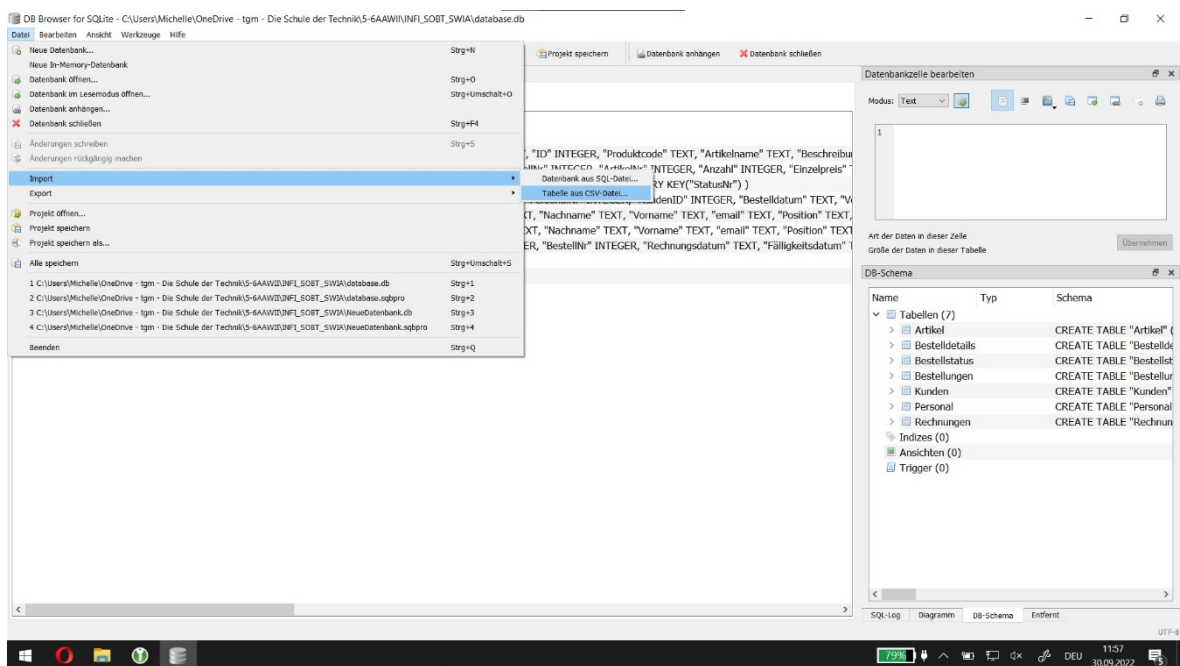 DB Browser for SQLite - C:\Users\Michelle\OneDrive - tgm - Die Schule der Technik\5-6AAWII\INFI_SOBT_SWIA\database.db
Datei Bearbeiten Ansicht Werkzeuge Hilfe
Neue Datenbank... Strg+N
Neue In-Memory-Datenbank
Datenbank öffnen... Strg+O
Datenbank im Lesemodus öffnen... Strg+Umschalt+O
Datenbank anhängen...
Datenbank schließen Strg+F4
Änderungen schreiben Strg+S
Änderungen rückgängig machen
Import
Export
Projekt öffnen...
Projekt speichern
Projekt speichern als...
Alle speichern Strg+Umschalt+S
1 C:\Users\Michelle\OneDrive - tgm - Die Schule der Technik\5-6AAWII\INFI_SOBT_SWIA\database.db Strg+1
2 C:\Users\Michelle\OneDrive - tgm - Die Schule der Technik\5-6AAWII\INFI_SOBT_SWIA\database.sqbpro Strg+2
3 C:\Users\Michelle\OneDrive - tgm - Die Schule der Technik\5-6AAWII\INFI_SOBT_SWIA\NeueDatenbank.db Strg+3
4 C:\Users\Michelle\OneDrive - tgm - Die Schule der Technik\5-6AAWII\INFI_SOBT_SWIA\NeueDatenbank.sqbpro Strg+4
Beenden Strg+Q
Datenbank aus SQL-Datei...
Tabelle aus CSV-Datei...
Projekt speichern Datenbank anhängen Datenbank schließen
, "ID" INTEGER, "Produktcode" TEXT, "Artikelname" TEXT, "Beschreibu
INTEGER, "Anzahl" INTEGER, "Einzelpreis"
RY KEY("StatusNr") )
INTEGER, "Bestelldatum" TEXT, "V
XT, "Nachname" TEXT, "Vorname" TEXT, "email" TEXT, "Position" TEXT,
XT, "Nachname" TEXT, "Vorname" TEXT, "email" TEXT, "Position" TEXT
ER, "BestellNr" INTEGER, "Rechnungsdatum" TEXT, "Fälligkeitsdatum"
Datenbankzelle bearbeiten
Modus: Text
1
Art der Daten in dieser Zelle
Größe der Daten in dieser Tabelle
Übernehmen
DB-Schema
Name Typ Schema
Tabellen (7)
Artikel CREATE TABLE "Artikel" (
Bestelldetails CREATE TABLE "Bestellde
Bestellstatus CREATE TABLE "Bestellst
Bestellungen CREATE TABLE "Bestellur
Kunden CREATE TABLE "Kunden"
Personal CREATE TABLE "Personal
Rechnungen CREATE TABLE "Rechnun
Indizes (0)
Ansichten (0)
Trigger (0)
SQL-Log Diagramm DB-Schema Entfernt
UTF-8
79%
DEU
11:57
30.09.2022
5